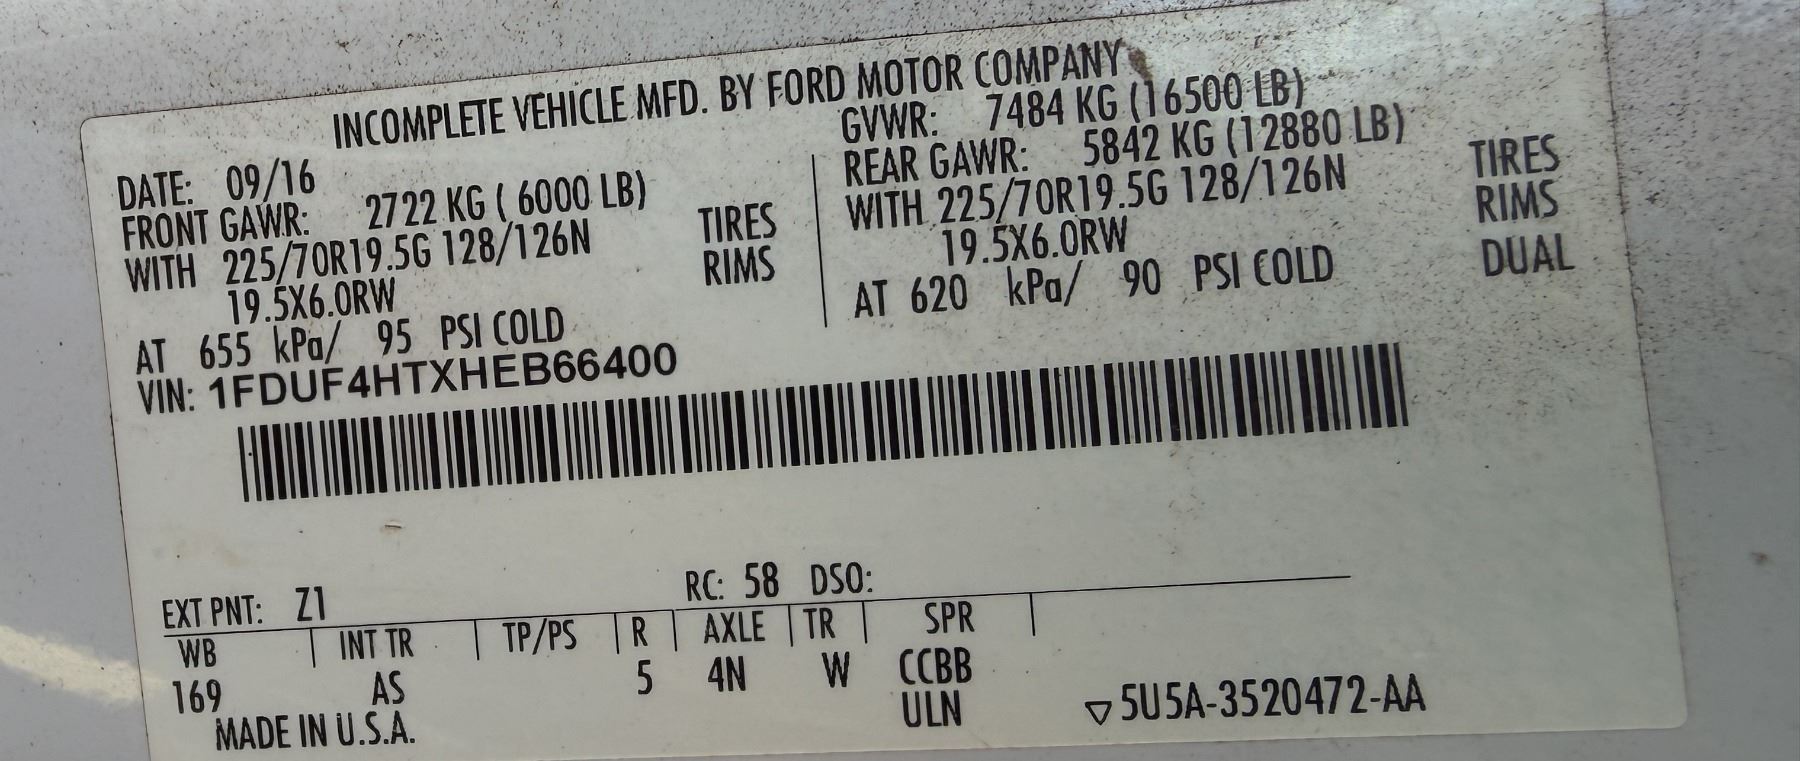 INCOMPLETE VEHICLE MFD. BY FORD MOTOR COMPANY
DATE: 09/16
GVWR: 7484 KG (16500 LB)
FRONT GAWR: 2722 KG ( 6000 LB)
REAR GAWR: 5842 KG (12880 LB)
WITH 225/70R19.5G 128/126N TIRES
19.5X6.0RW RIMS
AT 655 kPa/ 95 PSI COLD
WITH 225/70R19.5G 128/126N TIRES
19.5X6.0RW RIMS
AT 620 kPa/ 90 PSI COLD DUAL
VIN: 1FDUF4HTXHEB66400
EXT PNT: Z1 RC: 58 DSO:
WB INT TR TP/PS R AXLE TR SPR
169 AS 5 4N W CCBB
ULN
MADE IN U.S.A.
▽5U5A-3520472-AA